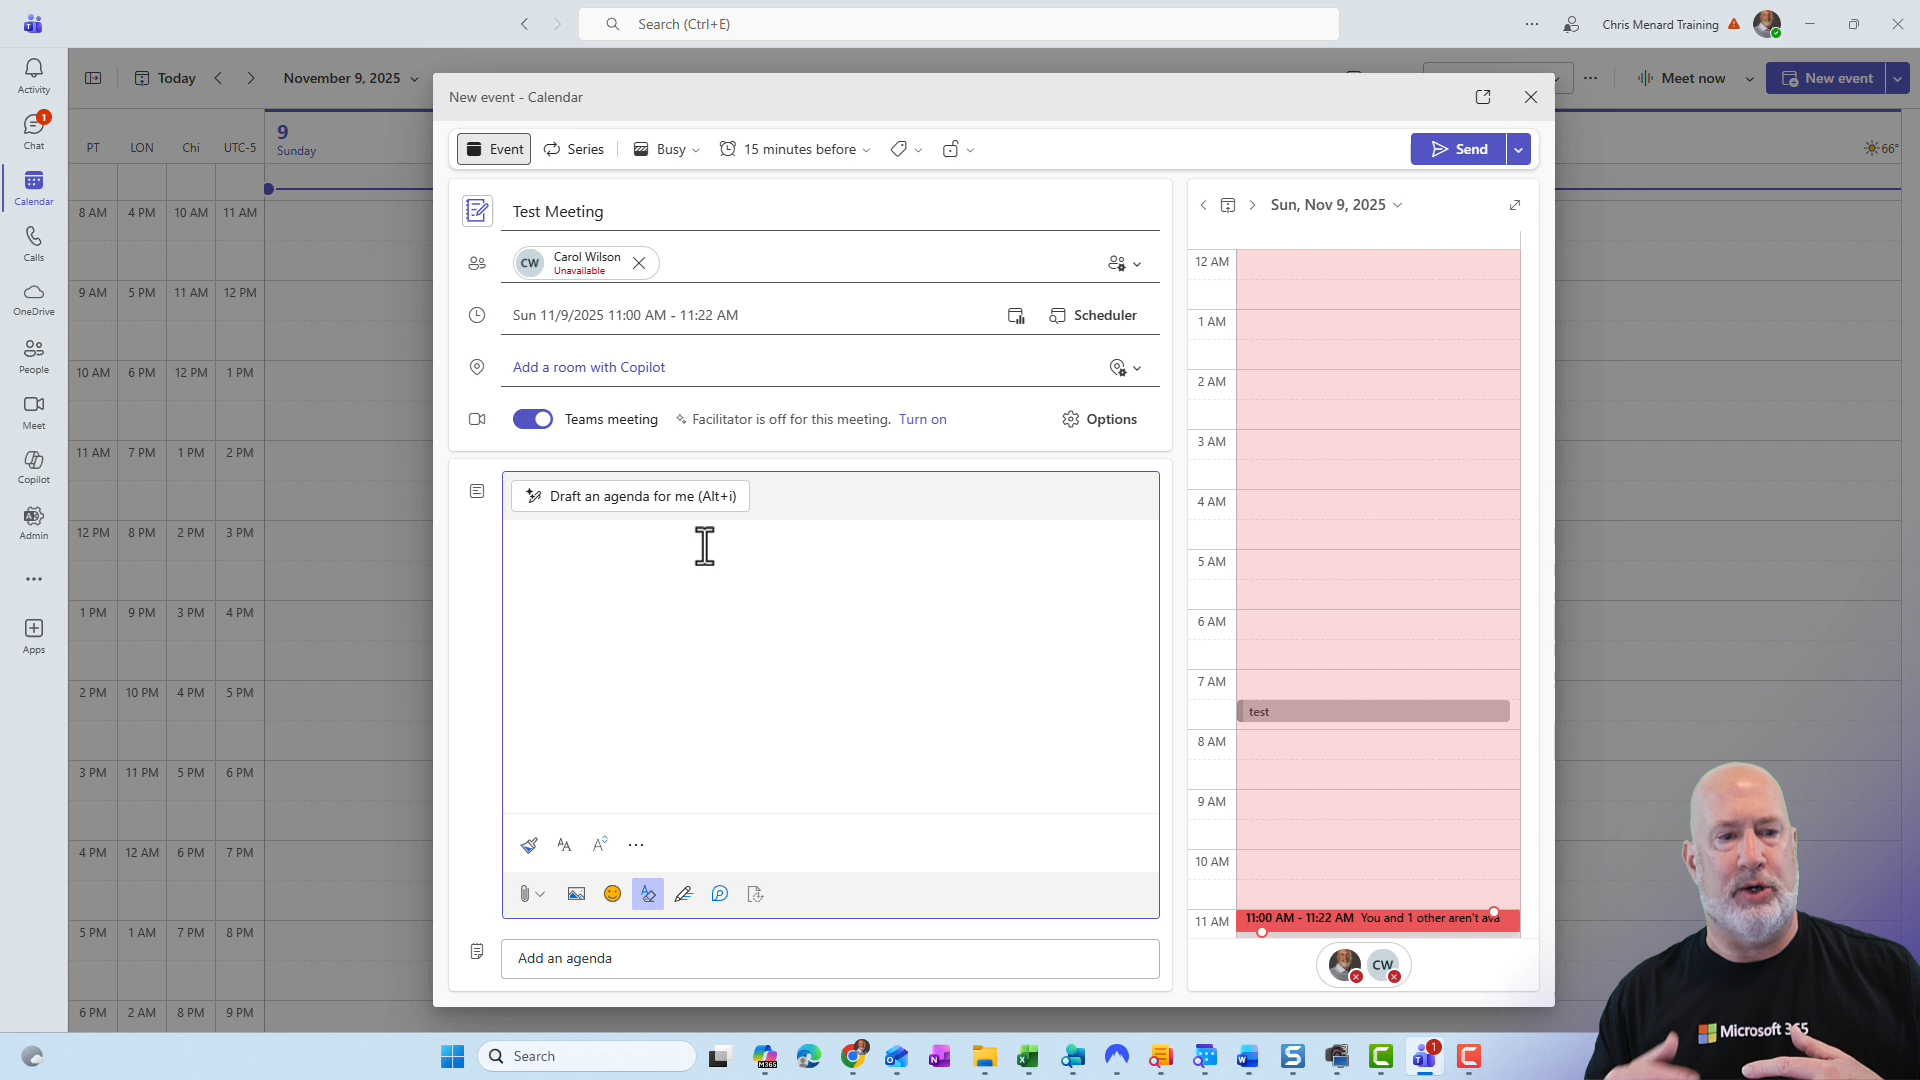 Search (Ctrl+E)
Chris Menard Training
Activity
Chat
1
Calendar
Calls
OneDrive
People
Meet
Copilot
Admin
Apps
Today
November 9, 2025
Meet now
New event
PT LON Chi UTC-5
9
Sunday
66°
8 AM 4 PM 10 AM 11 AM
9 AM 5 PM 11 AM 12 PM
10 AM 6 PM 12 PM 1 PM
11 AM 7 PM 1 PM 2 PM
12 PM 8 PM 2 PM 3 PM
1 PM 9 PM 3 PM 4 PM
2 PM 10 PM 4 PM 5 PM
3 PM 11 PM 5 PM 6 PM
4 PM 12 AM 6 PM 7 PM
5 PM 1 AM 7 PM 8 PM
6 PM 2 AM 8 PM 9 PM
New event - Calendar
Event Series Busy 15 minutes before
Send
Test Meeting
CW Carol Wilson
Unavailable
Sun 11/9/2025 11:00 AM - 11:22 AM
Scheduler
Add a room with Copilot
Teams meeting Facilitator is off for this meeting. Turn on
Options
Draft an agenda for me (Alt+i)
Add an agenda
Sun, Nov 9, 2025
12 AM
1 AM
2 AM
3 AM
4 AM
5 AM
6 AM
7 AM
test
8 AM
9 AM
10 AM
11 AM
11:00 AM - 11:22 AM You and 1 other aren't ava
CW
Microsoft 365
Search
M365
1